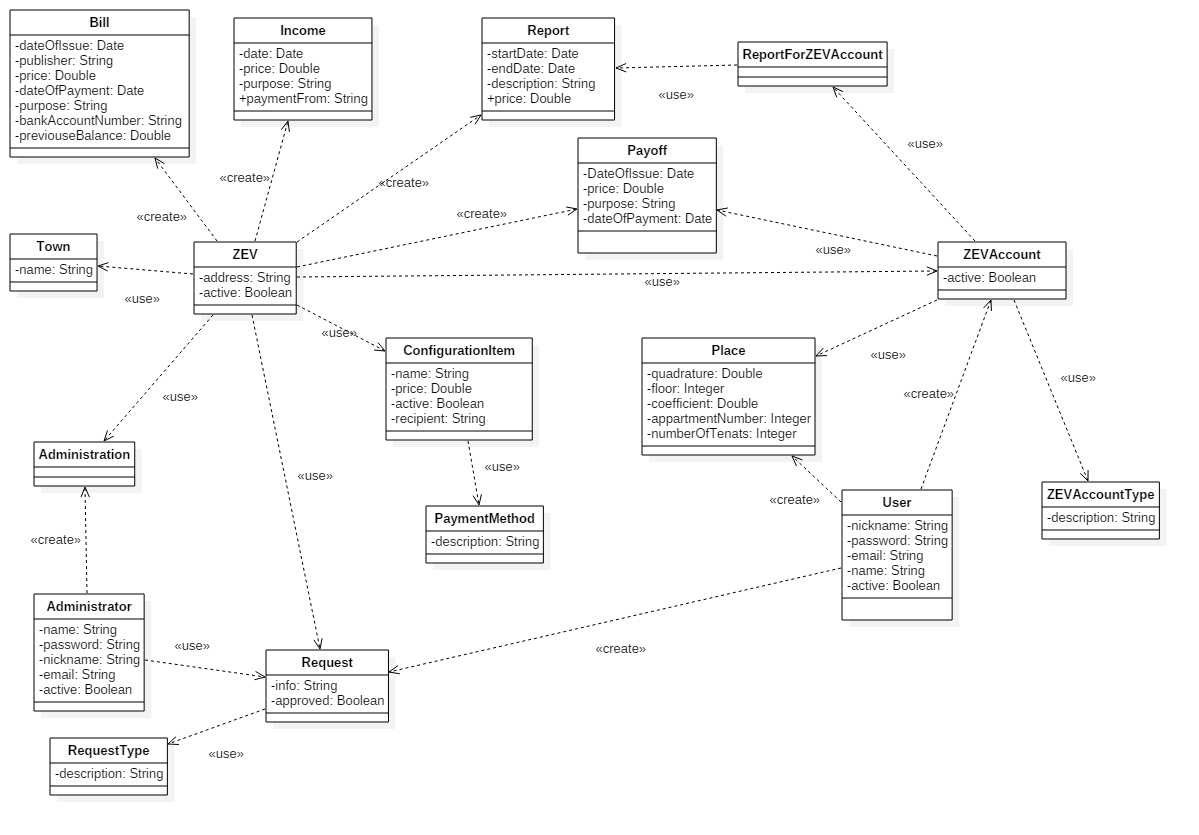 Bill
-dateOfIssue: Date
-publisher: String
-price: Double
-dateOfPayment: Date
-purpose: String
-bankAccountNumber: String
-previouseBalance: Double
Income
-date: Date
-price: Double
-purpose: String
+paymentFrom: String
Report
-startDate: Date
-endDate: Date
-description: String
+price: Double
ReportForZEVAccount
«use»
«use»
Payoff
-DateOfIssue: Date
-price: Double
-purpose: String
-dateOfPayment: Date
«create»
«create»
«create»
«create»
Town
-name: String
ZEV
-address: String
-active: Boolean
«use»
«use»
ZEVAccount
-active: Boolean
«use»
«use»
ConfigurationItem
-name: String
-price: Double
-active: Boolean
-recipient: String
Place
-quadrature: Double
-floor: Integer
-coefficient: Double
-appartmentNumber: Integer
-numberOfTenats: Integer
«use»
«use»
«create»
«use»
Administration
«use»
«use»
«create»
PaymentMethod
-description: String
User
-nickname: String
-password: String
-email: String
-name: String
-active: Boolean
ZEVAccountType
-description: String
«create»
Administrator
-name: String
-password: String
-nickname: String
-email: String
-active: Boolean
«use»
«create»
Request
-info: String
-approved: Boolean
RequestType
-description: String
«use»